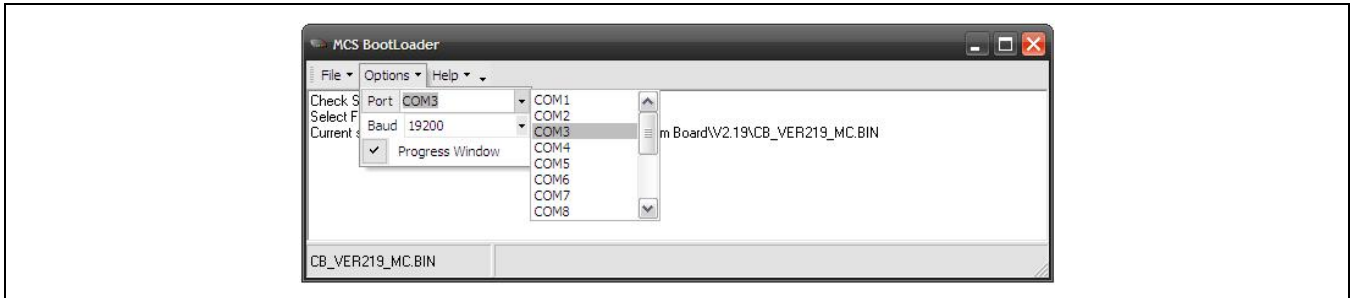 MCS BootLoader
File Options Help
Check S
Select F
Current s
Port COM3
Baud 19200
Progress Window
COM1
COM2
COM3
COM4
COM5
COM6
COM7
COM8
m Board\V2.19\CB_VER219_MC.BIN
CB_VER219_MC.BIN